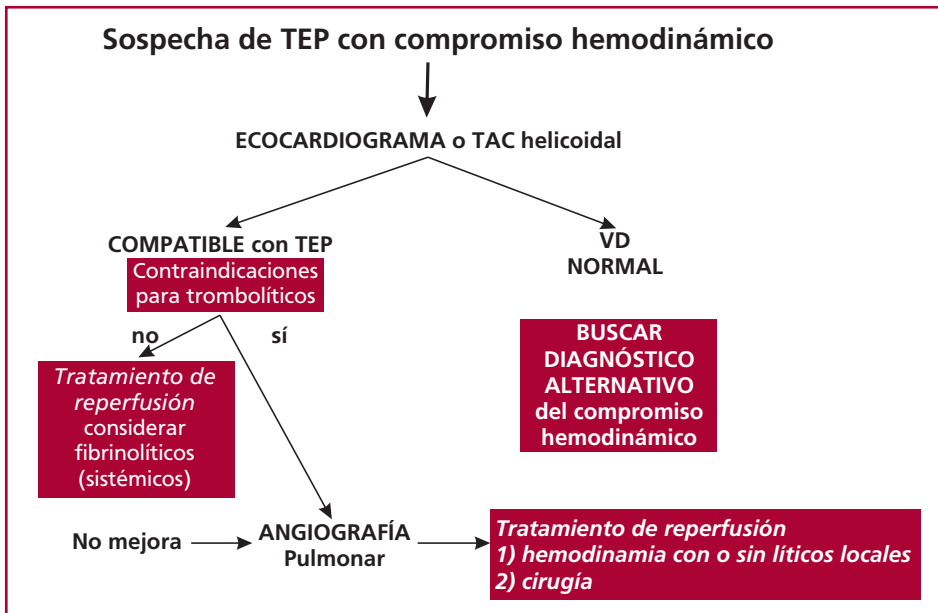 Sospecha de TEP con compromiso hemodinámico
ECOCARDIOGRAMA o TAC helicoidal
COMPATIBLE con TEP
Contraindicaciones
para trombolíticos
VD
NORMAL
no
sí
Tratamiento de
reperfusión
considerar
fibrinolíticos
(sistémicos)
BUSCAR
DIAGNÓSTICO
ALTERNATIVO
del compromiso
hemodinámico
No mejora
ANGIOGRAFÍA
Pulmonar
Tratamiento de reperfusión
1) hemodinamia con o sin líticos locales
2) cirugía